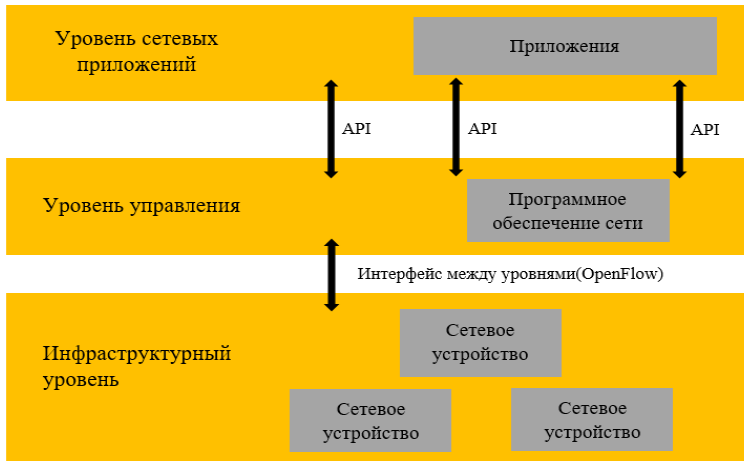 Уровень сетевых
приложений
Приложения
API
API
API
Уровень управления
Программное
обеспечение сети
Интерфейс между уровнями(OpenFlow)
Инфраструктурный
уровень
Сетевое
устройство
Сетевое
устройство
Сетевое
устройство